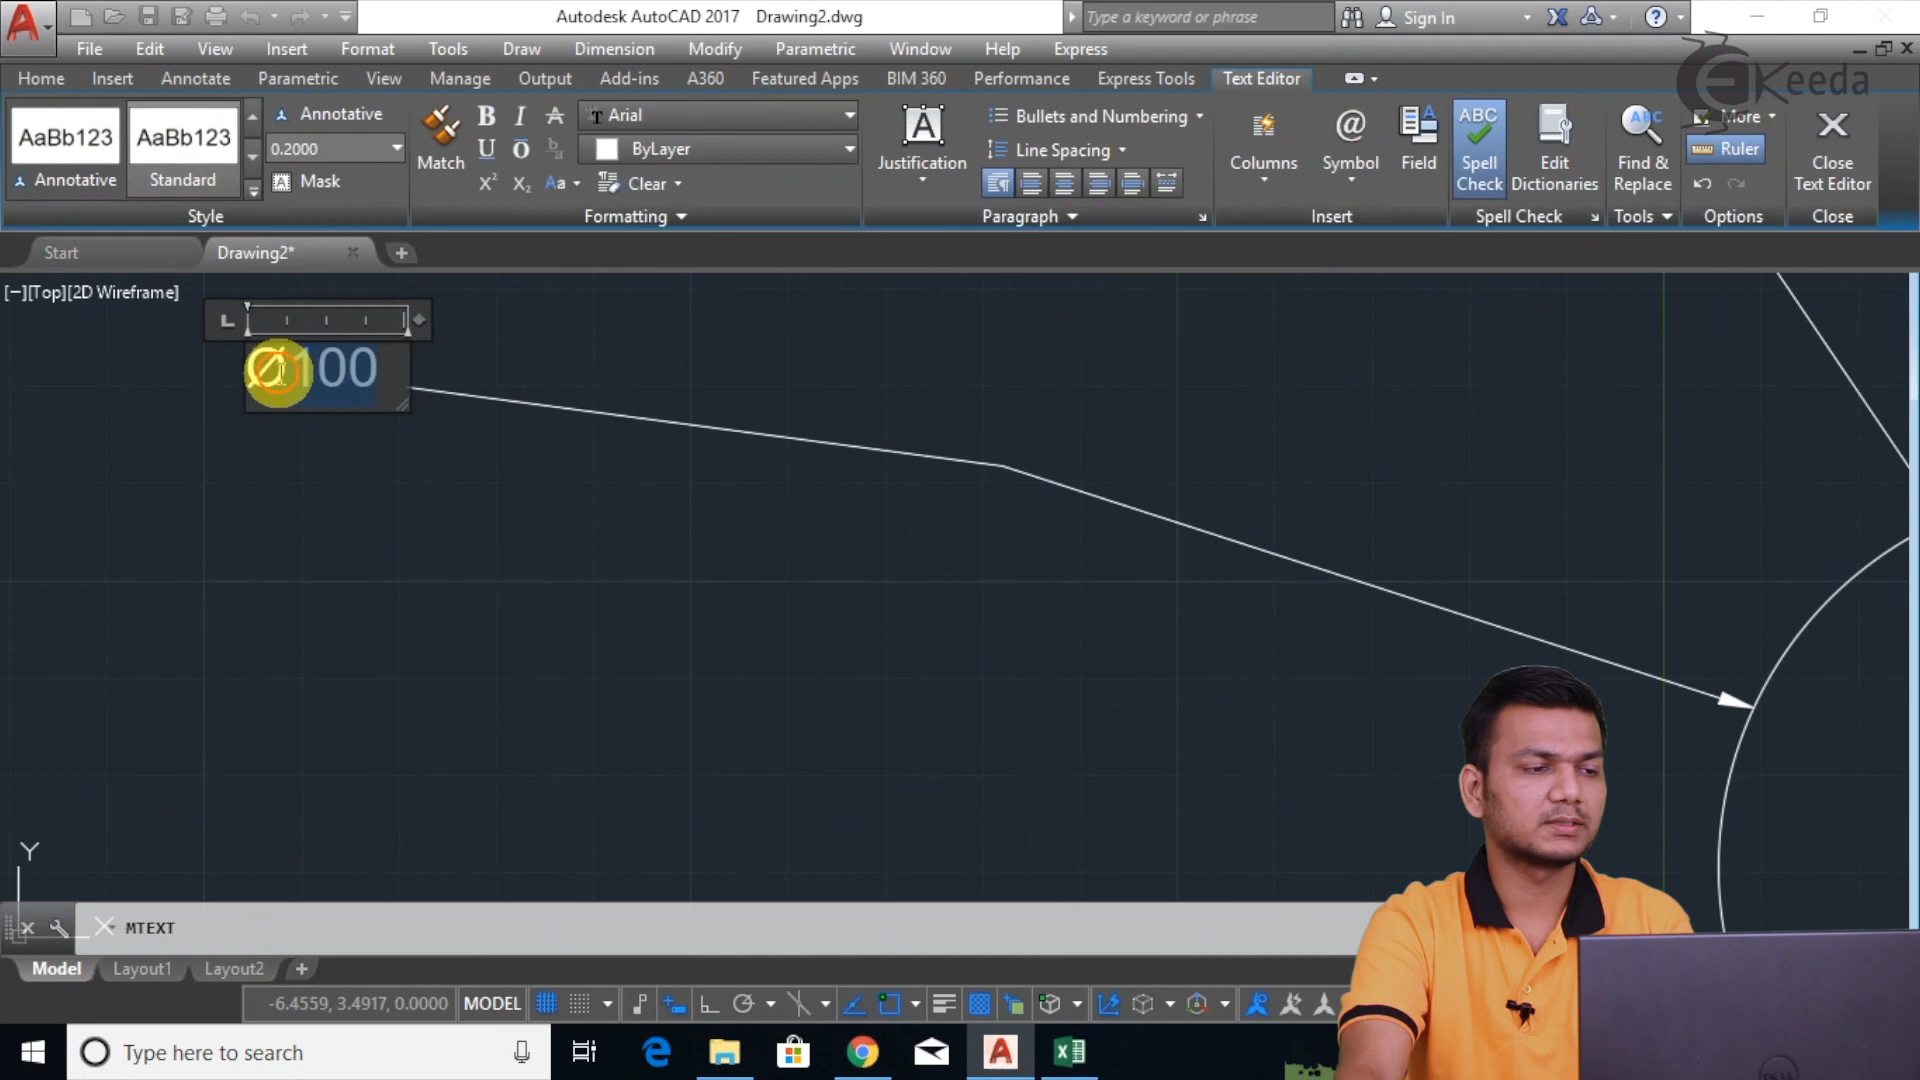 Autodesk AutoCAD 2017 Drawing2.dwg
Type a keyword or phrase
Sign In
File Edit View Insert Format Tools Draw Dimension Modify Parametric Window Help Express
Home Insert Annotate Parametric View Manage Output Add-ins A360 Featured Apps BIM 360 Performance Express Tools Text Editor
Keeda
AaBb123 AaBb123
Annotative Standard
Annotative
0.2000
Mask
Style
Match
Arial
ByLayer
Clear
Formatting
Justification
Bullets and Numbering
Line Spacing
Paragraph
Columns
Symbol
Field
Insert
ABC
Spell Check
Edit Dictionaries
Spell Check
ABC
Find & Replace
Tools
More
Ruler
Options
Close Text Editor
Close
Start
Drawing2*
[−][Top][2D Wireframe]
Ø100
Y
MTEXT
Model Layout1 Layout2
-6.4559, 3.4917, 0.0000 MODEL
Type here to search
DELL